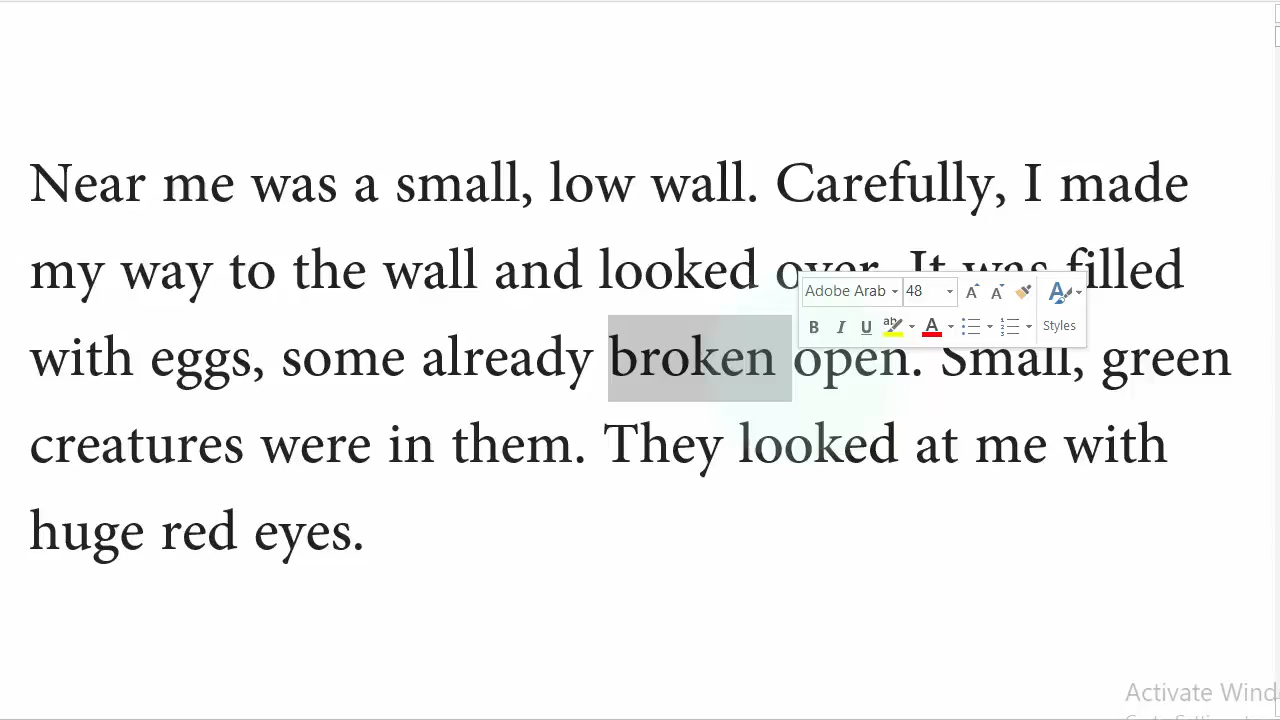 Near me was a small, low wall. Carefully, I made
my way to the wall and looked over. It was filled
Adobe Arab 48
B I U ab A Styles
with eggs, some already broken open. Small, green
creatures were in them. They looked at me with
huge red eyes.
Activate Wind